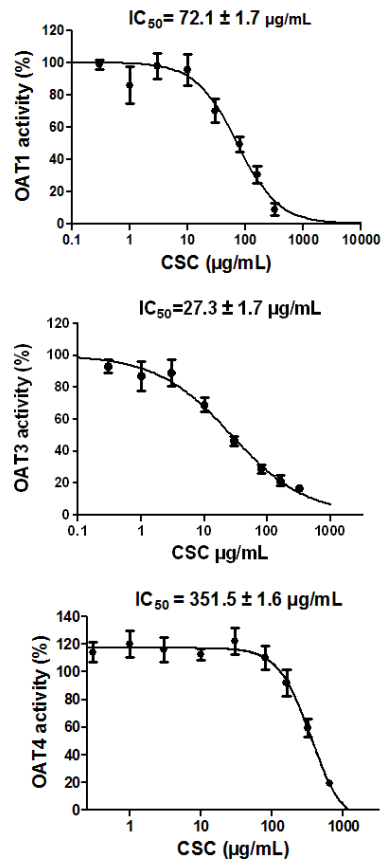 IC50= 72.1 ± 1.7 µg/mL
120
100
80
60
40
20
0
OAT1 activity (%)
0.1 1 10 100 1000 10000
CSC (µg/mL)
IC50=27.3 ± 1.7 µg/mL
120
100
80
60
40
20
0
OAT3 activity (%)
0.1 1 10 100 1000
CSC µg/mL
IC50 = 351.5 ± 1.6 µg/mL
140
120
100
80
60
40
20
0
OAT4 activity (%)
1 10 100 1000
CSC (µg/mL)